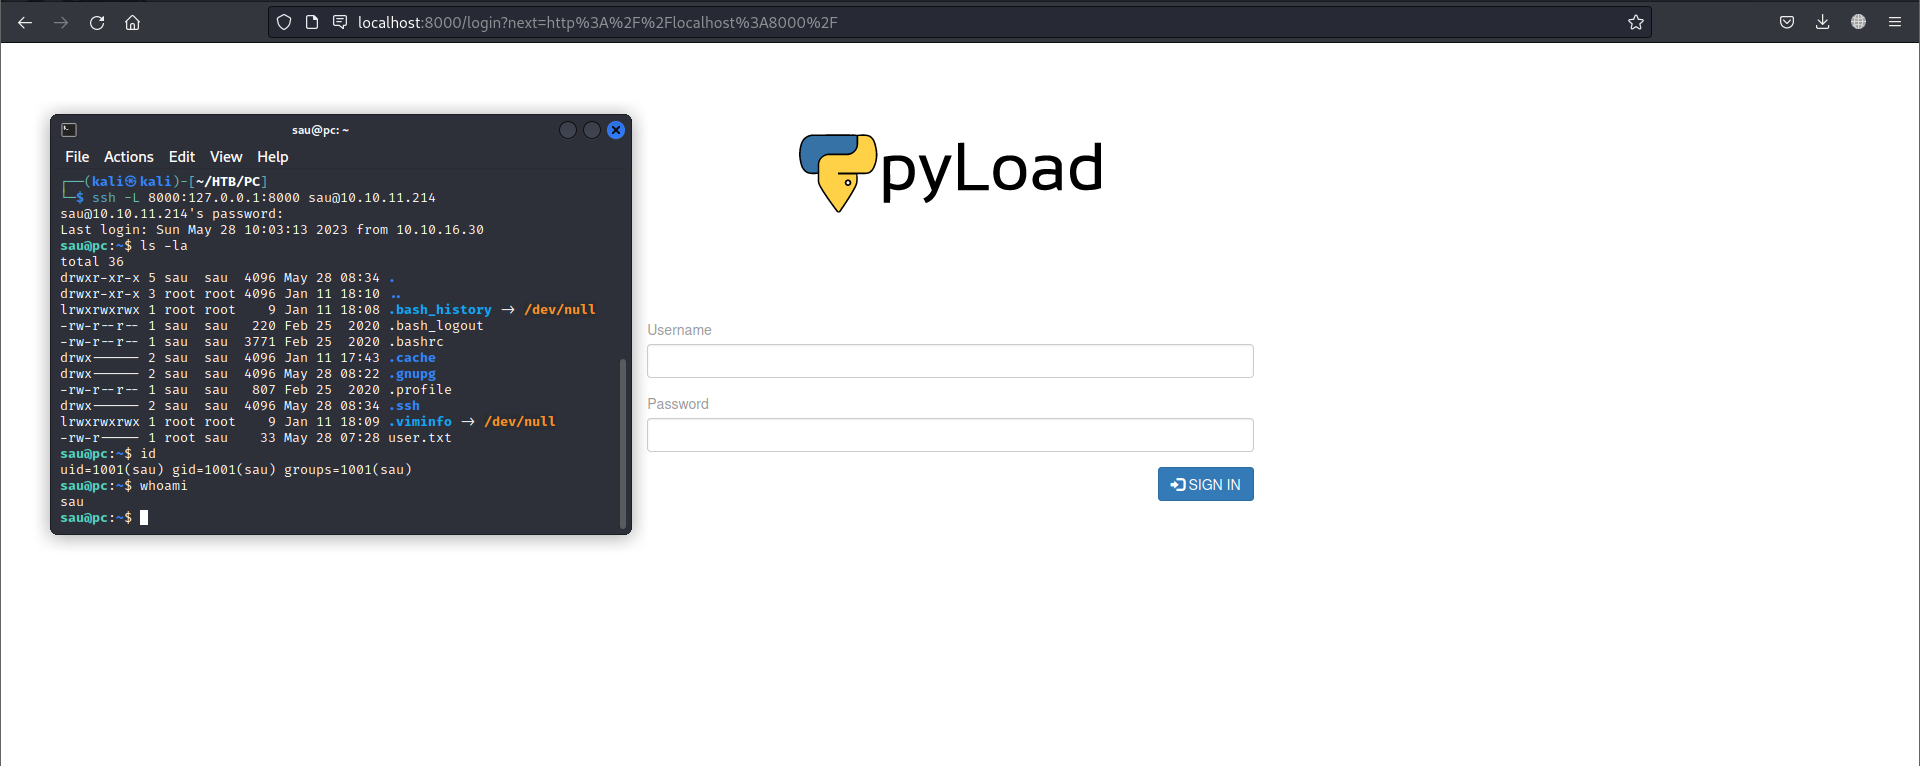 localhost:8000/login?next=http%3A%2F%2Flocalhost%3A8000%2F
sau@pc: ~
File Actions Edit View Help
┌──(kali㉿kali)-[~/HTB/PC]
└─$ ssh -L 8000:127.0.0.1:8000 sau@10.10.11.214
sau@10.10.11.214's password:
Last login: Sun May 28 10:03:13 2023 from 10.10.16.30
sau@pc:~$ ls -la
total 36
drwxr-xr-x 5 sau  sau  4096 May 28 08:34 .
drwxr-xr-x 3 root root 4096 Jan 11 18:10 ..
lrwxrwxrwx 1 root root    9 Jan 11 18:08 .bash_history -> /dev/null
-rw-r--r-- 1 sau  sau   220 Feb 25  2020 .bash_logout
-rw-r--r-- 1 sau  sau  3771 Feb 25  2020 .bashrc
drwx------ 2 sau  sau  4096 Jan 11 17:43 .cache
drwx------ 2 sau  sau  4096 May 28 08:22 .gnupg
-rw-r--r-- 1 sau  sau   807 Feb 25  2020 .profile
drwx------ 2 sau  sau  4096 May 28 08:34 .ssh
lrwxrwxrwx 1 root root    9 Jan 11 18:09 .viminfo -> /dev/null
-rw-r----- 1 root sau    33 May 28 07:28 user.txt
sau@pc:~$ id
uid=1001(sau) gid=1001(sau) groups=1001(sau)
sau@pc:~$ whoami
sau
sau@pc:~$
pyLoad
Username
Password
SIGN IN